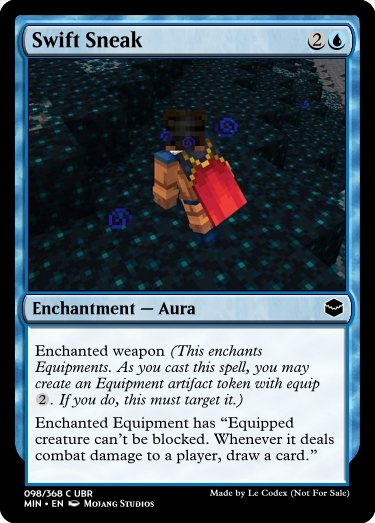 Swift Sneak 2
Enchantment — Aura
Enchanted weapon (This enchants
Equipments. As you cast this spell, you may
create an Equipment artifact token with equip
2. If you do, this must target it.)
Enchanted Equipment has “Equipped
creature can't be blocked. Whenever it deals
combat damage to a player, draw a card.”
098/368 C UBR
MIN • EN Mojang Studios
Made by Le Codex (Not For Sale)